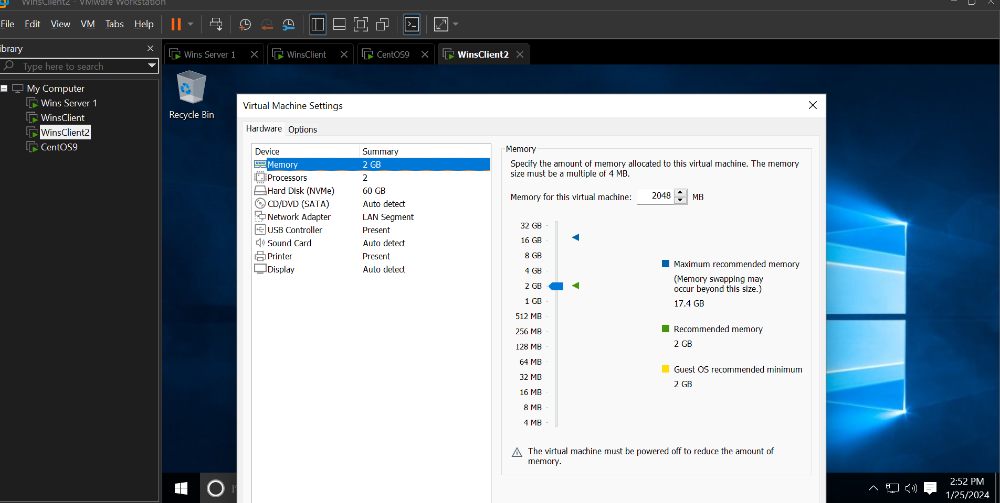 WinsClient2 - VMware Workstation
File Edit View VM Tabs Help
ibrary
Type here to search
My Computer
Wins Server 1
WinsClient
WinsClient2
CentOS9
Wins Server 1 WinsClient CentOS9 WinsClient2
Recycle Bin
Virtual Machine Settings
Hardware Options
Device Summary
Memory 2 GB
Processors 2
Hard Disk (NVMe) 60 GB
CD/DVD (SATA) Auto detect
Network Adapter LAN Segment
USB Controller Present
Sound Card Auto detect
Printer Present
Display Auto detect
Memory
Specify the amount of memory allocated to this virtual machine. The memory
size must be a multiple of 4 MB.
Memory for this virtual machine: 2048 MB
32 GB
16 GB
8 GB
4 GB
2 GB
1 GB
512 MB
256 MB
128 MB
64 MB
32 MB
16 MB
8 MB
4 MB
Maximum recommended memory
(Memory swapping may
occur beyond this size.)
17.4 GB
Recommended memory
2 GB
Guest OS recommended minimum
2 GB
The virtual machine must be powered off to reduce the amount of
memory.
2:52 PM
1/25/2024